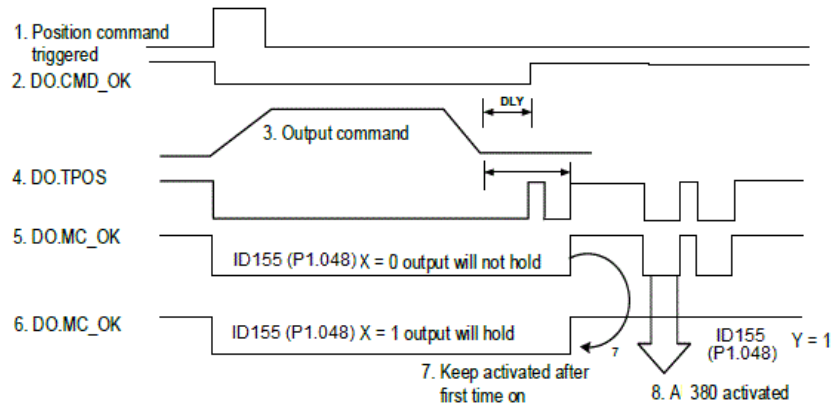 1. Position command
triggered
2. DO.CMD_OK
DLY
3. Output command
4. DO.TPOS
5. DO.MC_OK
ID155 (P1.048) X = 0 output will not hold
6. DO.MC_OK
ID155 (P1.048) X = 1 output will hold
7
ID155
(P1.048)
Y = 1
7. Keep activated after
first time on
8. A 380 activated